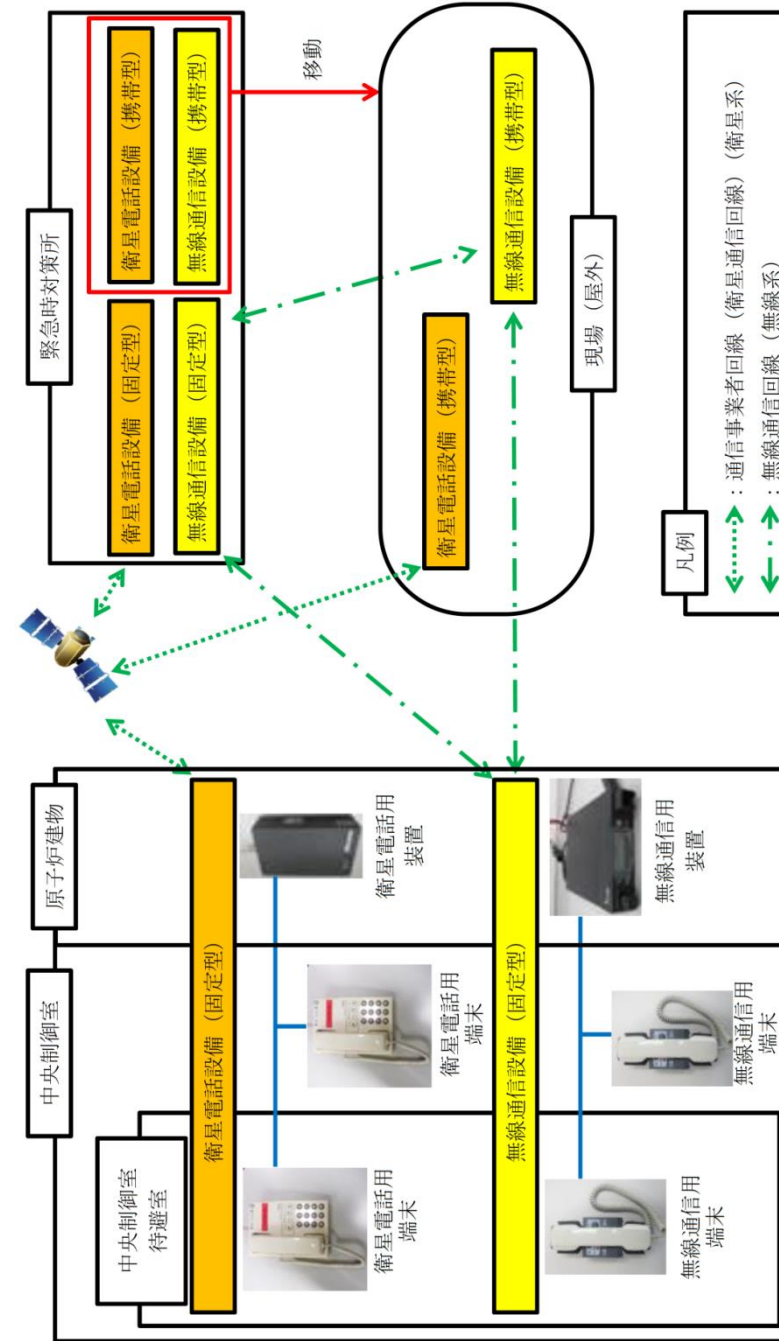 中央制御室
原子炉建物
中央制御室
待避室
衛星電話設備（固定型）
衛星電話用
端末
衛星電話用
端末
衛星電話用
装置
無線通信設備（固定型）
無線通信用
端末
無線通信用
端末
無線通信用
装置
緊急時対策所
衛星電話設備（固定型）
衛星電話設備（携帯型）
無線通信設備（固定型）
無線通信設備（携帯型）
移動
衛星電話設備（携帯型）
無線通信設備（携帯型）
現場（屋外）
凡例
：通信事業者回線（衛星通信回線）（衛星系）
：無線通信回線（無線系）